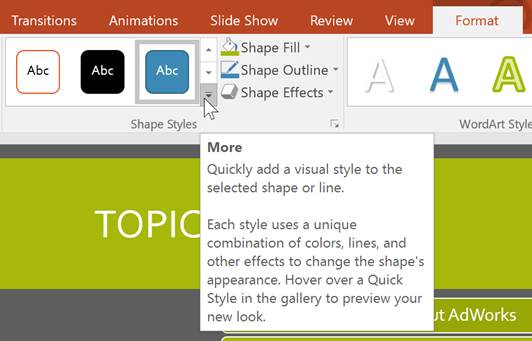 Transitions Animations Slide Show Review View Format
Abc Abc Abc
Shape Fill
Shape Outline
Shape Effects
A A A
Shape Styles
WordArt Style
More
Quickly add a visual style to the
selected shape or line.
Each style uses a unique
combination of colors, lines, and
other effects to change the shape's
appearance. Hover over a Quick
Style in the gallery to preview your
new look.
TOPIC
ut AdWorks